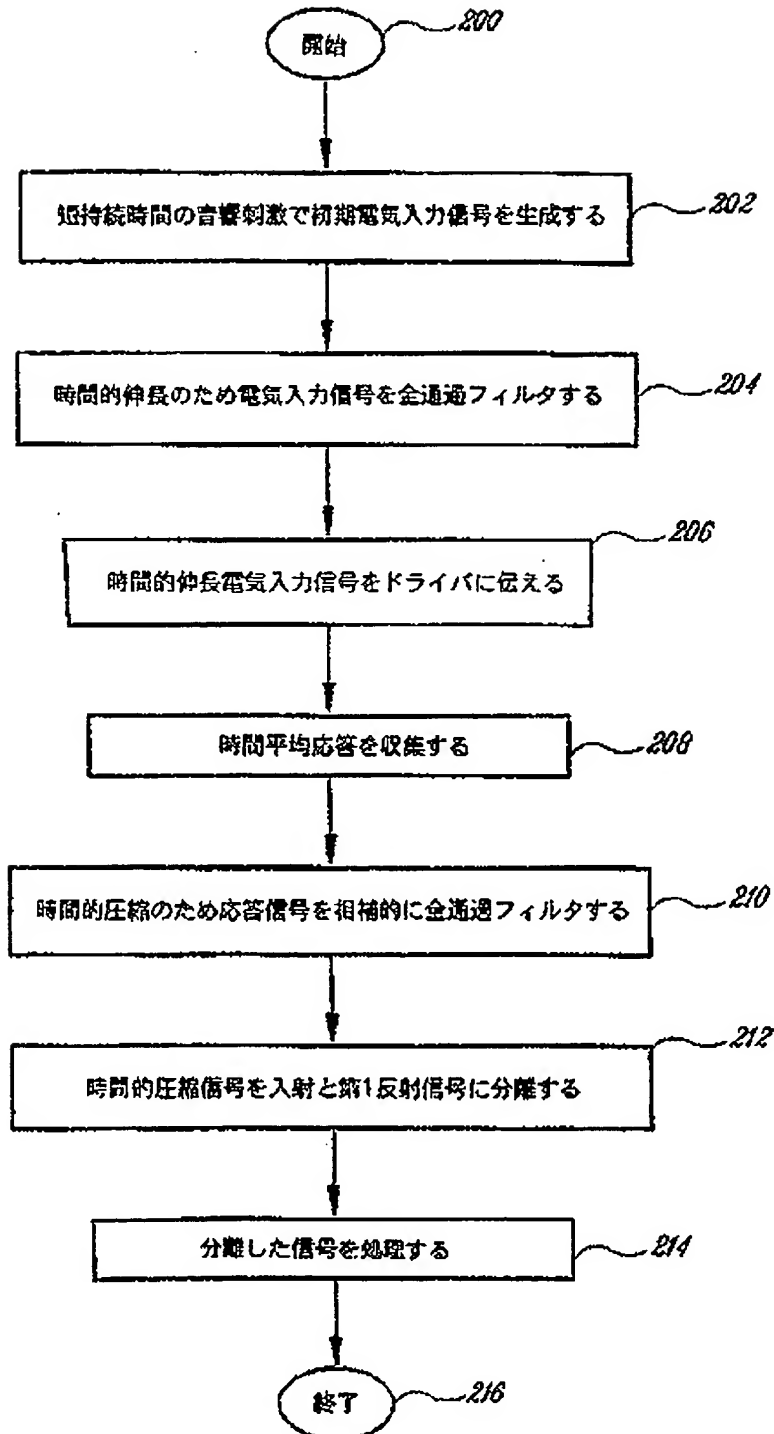 200
開始
短持続時間の音響刺激で初期電気入力信号を生成する
202
時間的伸長のため電気入力信号を全通過フィルタする
204
206
時間的伸長電気入力信号をドライバに伝える
時間平均応答を収集する
208
時間的圧縮のため応答信号を相補的に全通過フィルタする
210
212
時間的圧縮信号を入射と第1反射信号に分離する
分離した信号を処理する
214
終了
216